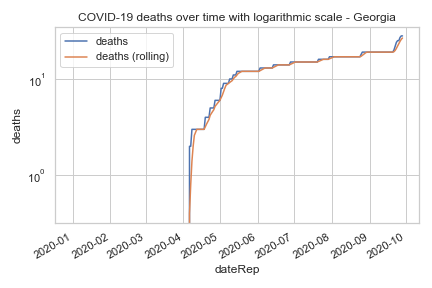 COVID-19 deaths over time with logarithmic scale - Georgia
deaths
deaths (rolling)
10¹
10⁰
deaths
2020-01
2020-02
2020-03
2020-04
2020-05
2020-06
2020-07
2020-08
2020-09
2020-10
dateRep